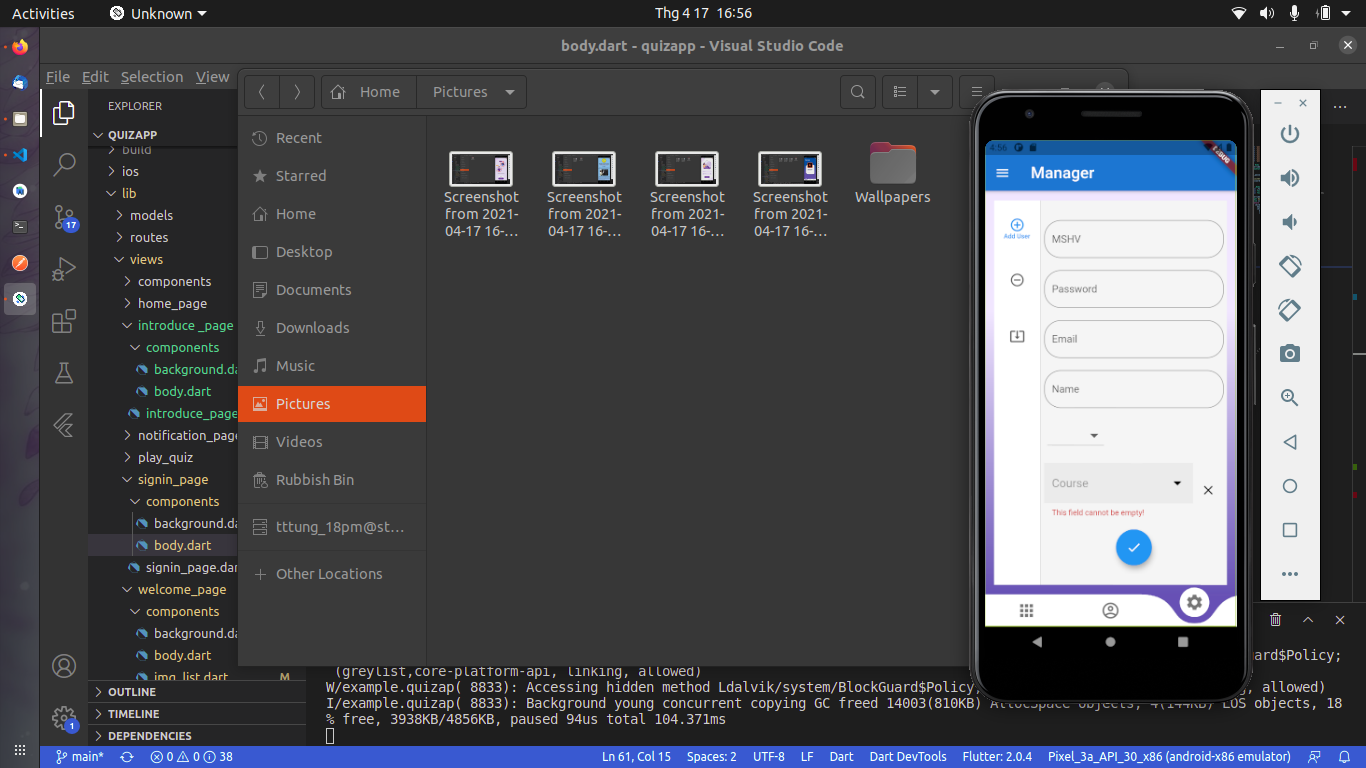 Activities
Unknown
Thg 4 17 16:56
body.dart - quizapp - Visual Studio Code
File Edit Selection View
EXPLORER
QUIZAPP
build
ios
lib
models
routes
views
components
home_page
introduce _page
components
background.da
body.dart
introduce_page
notification_page
play_quiz
signin_page
components
background.da
body.dart
signin_page.dar
welcome_page
components
background.da
body.dart
img_list.dart M
OUTLINE
TIMELINE
DEPENDENCIES
17
1
Home
Pictures
Recent
Starred
Home
Desktop
Documents
Downloads
Music
Pictures
Videos
Rubbish Bin
tttung_18pm@st...
Other Locations
Screenshot from 2021-04-17 16-...
Screenshot from 2021-04-17 16-...
Screenshot from 2021-04-17 16-...
Screenshot from 2021-04-17 16-...
Wallpapers
4:56
DEBUG
Manager
Add User
MSHV
Password
Email
Name
Course
This field cannot be empty!
uard$Policy;
(greylist,core-platform-api, linking, allowed)
W/example.quizap( 8833): Accessing hidden method Ldalvik/system/BlockGuard$Policy; , allowed)
I/example.quizap( 8833): Background young concurrent copying GC freed 14003(810KB) AllocSpace objects, 4(144KB) LOS objects, 18
% free, 3938KB/4856KB, paused 94us total 104.371ms
main*
0 0 38
Ln 61, Col 15
Spaces: 2
UTF-8
LF
Dart
Dart DevTools
Flutter: 2.0.4
Pixel_3a_API_30_x86 (android-x86 emulator)